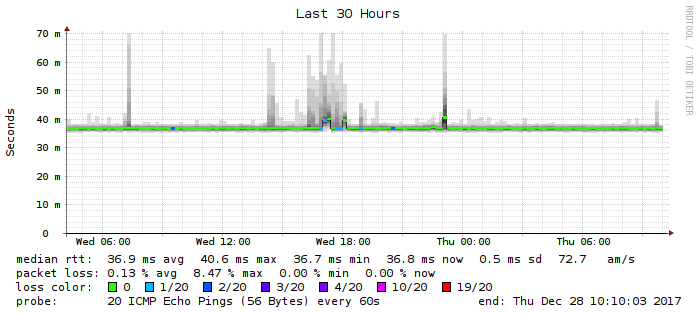 Last 30 Hours
RRDTOOL / TOBI OETIKER
Seconds
70 m
60 m
50 m
40 m
30 m
20 m
10 m
0
Wed 06:00 Wed 12:00 Wed 18:00 Thu 00:00 Thu 06:00
median rtt: 36.9 ms avg 40.6 ms max 36.7 ms min 36.8 ms now 0.5 ms sd 72.7 am/s
packet loss: 0.13 % avg 8.47 % max 0.00 % min 0.00 % now
loss color: 0 1/20 2/20 3/20 4/20 10/20 19/20
probe: 20 ICMP Echo Pings (56 Bytes) every 60s end: Thu Dec 28 10:10:03 2017